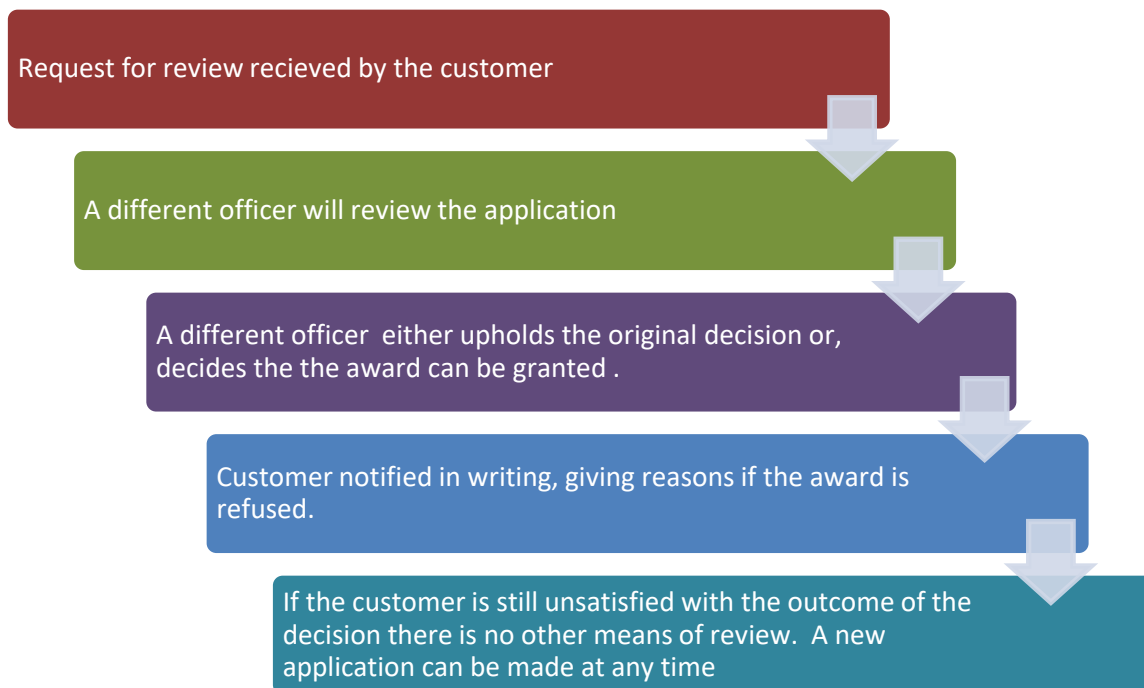 Request for review recieved by the customer
A different officer will review the application
A different officer  either upholds the original decision or,
decides the the award can be granted .
Customer notified in writing, giving reasons if the award is
refused.
If the customer is still unsatisfied with the outcome of the
decision there is no other means of review.  A new
application can be made at any time